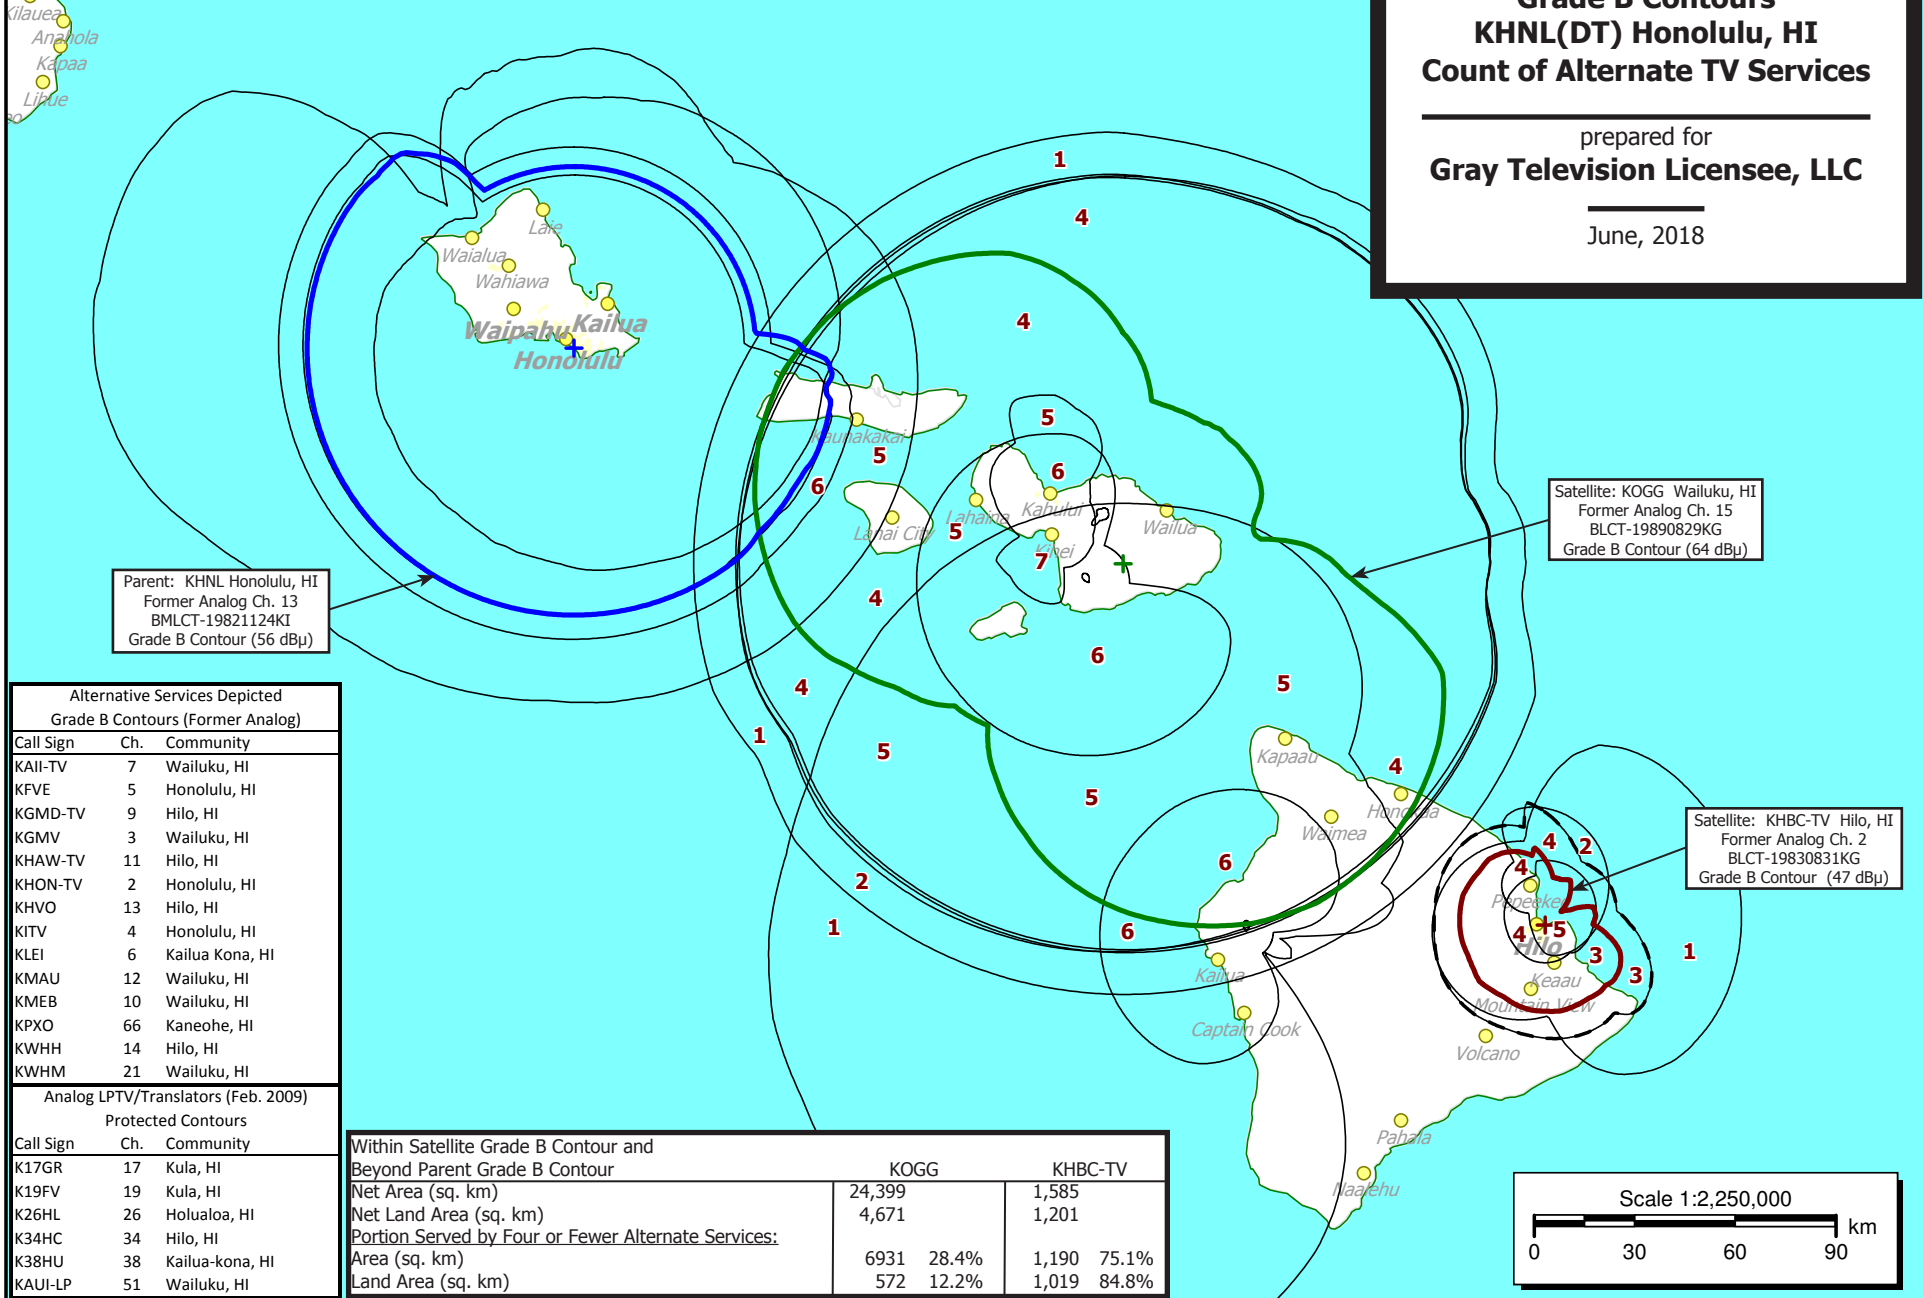 Grade B Contours
KHNL(DT) Honolulu, HI
Count of Alternate TV Services
prepared for
Gray Television Licensee, LLC
June, 2018
Kilauea
Anahola
Kapaa
Lihue
Laie
Waialua
Wahiawa
Waipahu
Kailua
Honolulu
Kaunakakai
Lanai City
Lahaina
Kahului
Kihei
Wailua
Kapaau
Honokaa
Waimea
Kailua
Captain Cook
Pepeekeo
Hilo
Keaau
Mountain View
Volcano
Pahala
Naalehu
1
4
4
5
6
5
6
5
7
4
6
5
4
1
5
5
4
6
2
1
6
4
2
4
4
5
3
3
1
Satellite: KOGG Wailuku, HI
Former Analog Ch. 15
BLCT-19890829KG
Grade B Contour (64 dBµ)
Parent: KHNL Honolulu, HI
Former Analog Ch. 13
BMLCT-19821124KI
Grade B Contour (56 dBµ)
Satellite: KHBC-TV Hilo, HI
Former Analog Ch. 2
BLCT-19830831KG
Grade B Contour (47 dBµ)
Alternative Services Depicted
Grade B Contours (Former Analog)
Call Sign Ch. Community
KAII-TV 7 Wailuku, HI
KFVE 5 Honolulu, HI
KGMD-TV 9 Hilo, HI
KGMV 3 Wailuku, HI
KHAW-TV 11 Hilo, HI
KHON-TV 2 Honolulu, HI
KHVO 13 Hilo, HI
KITV 4 Honolulu, HI
KLEI 6 Kailua Kona, HI
KMAU 12 Wailuku, HI
KMEB 10 Wailuku, HI
KPXO 66 Kaneohe, HI
KWHH 14 Hilo, HI
KWHM 21 Wailuku, HI
Analog LPTV/Translators (Feb. 2009)
Protected Contours
Call Sign Ch. Community
K17GR 17 Kula, HI
K19FV 19 Kula, HI
K26HL 26 Holualoa, HI
K34HC 34 Hilo, HI
K38HU 38 Kailua-kona, HI
KAUI-LP 51 Wailuku, HI
Within Satellite Grade B Contour and
Beyond Parent Grade B Contour KOGG KHBC-TV
Net Area (sq. km) 24,399 1,585
Net Land Area (sq. km) 4,671 1,201
Portion Served by Four or Fewer Alternate Services:
Area (sq. km) 6931 28.4% 1,190 75.1%
Land Area (sq. km) 572 12.2% 1,019 84.8%
Scale 1:2,250,000
km
0 30 60 90